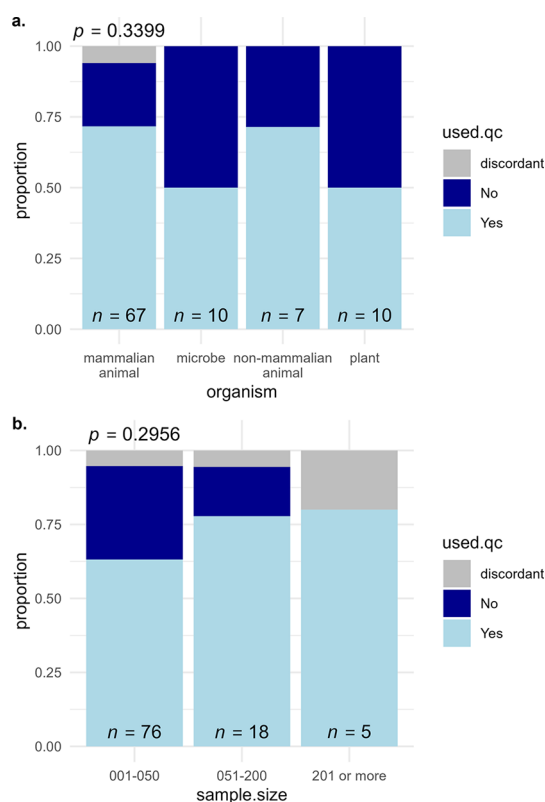 a.
p = 0.3399
1.00
0.75
0.50
0.25
0.00
proportion
n = 67
n = 10
n = 7
n = 10
mammalian
animal
microbe
non-mammalian
animal
plant
organism
used.qc
discordant
No
Yes
b.
p = 0.2956
1.00
0.75
0.50
0.25
0.00
proportion
n = 76
n = 18
n = 5
001-050
051-200
201 or more
sample.size
used.qc
discordant
No
Yes